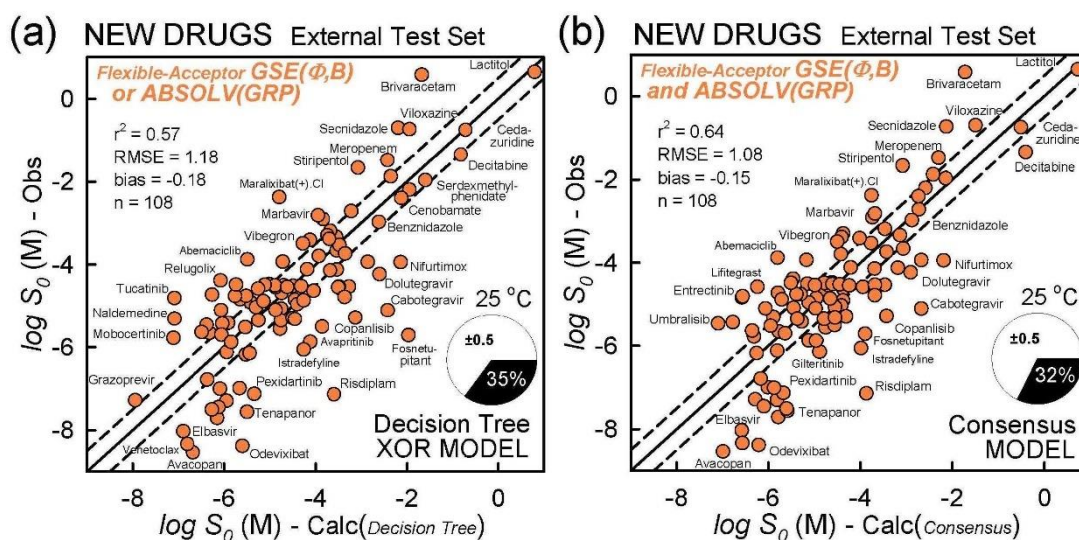 (a) NEW DRUGS External Test Set
Flexible-Acceptor GSE(Φ,B)
or ABSOLV(GRP)
r² = 0.57
RMSE = 1.18
bias = -0.18
n = 108
Lactitol
Brivaracetam
Viloxazine
Secnidazole
Meropenem
Stiripentol
Ceda-
zuridine
Decitabine
Maralixibat(+).Cl
Serdexmethyl-
phenidate
Marbavir
Cenobamate
Vibegron
Benznidazole
Abemaciclib
Relugolix
Nifurtimox
Tucatinib
Dolutegravir
Cabotegravir
Naldemedine
Mobocertinib
Copanlisib
Avapritinib
Fosnetu-
pitant
Istradefyline
Grazoprevir
Pexidartinib
Risdiplam
Tenapanor
Elbasvir
Venetoclax
Avacopan
Odevixibat
25 °C
±0.5
35%
Decision Tree
XOR MODEL
0
-2
-4
-6
-8
-8 -6 -4 -2 0
log S₀ (M) - Obs
log S₀ (M) - Calc(Decision Tree)
(b) NEW DRUGS External Test Set
Flexible-Acceptor GSE(Φ,B)
and ABSOLV(GRP)
r² = 0.64
RMSE = 1.08
bias = -0.15
n = 108
Lactitol
Brivaracetam
Viloxazine
Secnidazole
Meropenem
Stiripentol
Ceda-
zuridine
Decitabine
Maralixibat(+).Cl
Marbavir
Vibegron
Benznidazole
Abemaciclib
Lifitegrast
Nifurtimox
Entrectinib
Dolutegravir
Cabotegravir
Umbralisib
Copanlisib
Fosnetupitant
Istradefyline
Gilteritinib
Pexidartinib
Risdiplam
Tenapanor
Elbasvir
Avacopan
Odevixibat
25 °C
±0.5
32%
Consensus
MODEL
0
-2
-4
-6
-8
-8 -6 -4 -2 0
log S₀ (M) - Obs
log S₀ (M) - Calc(Consensus)